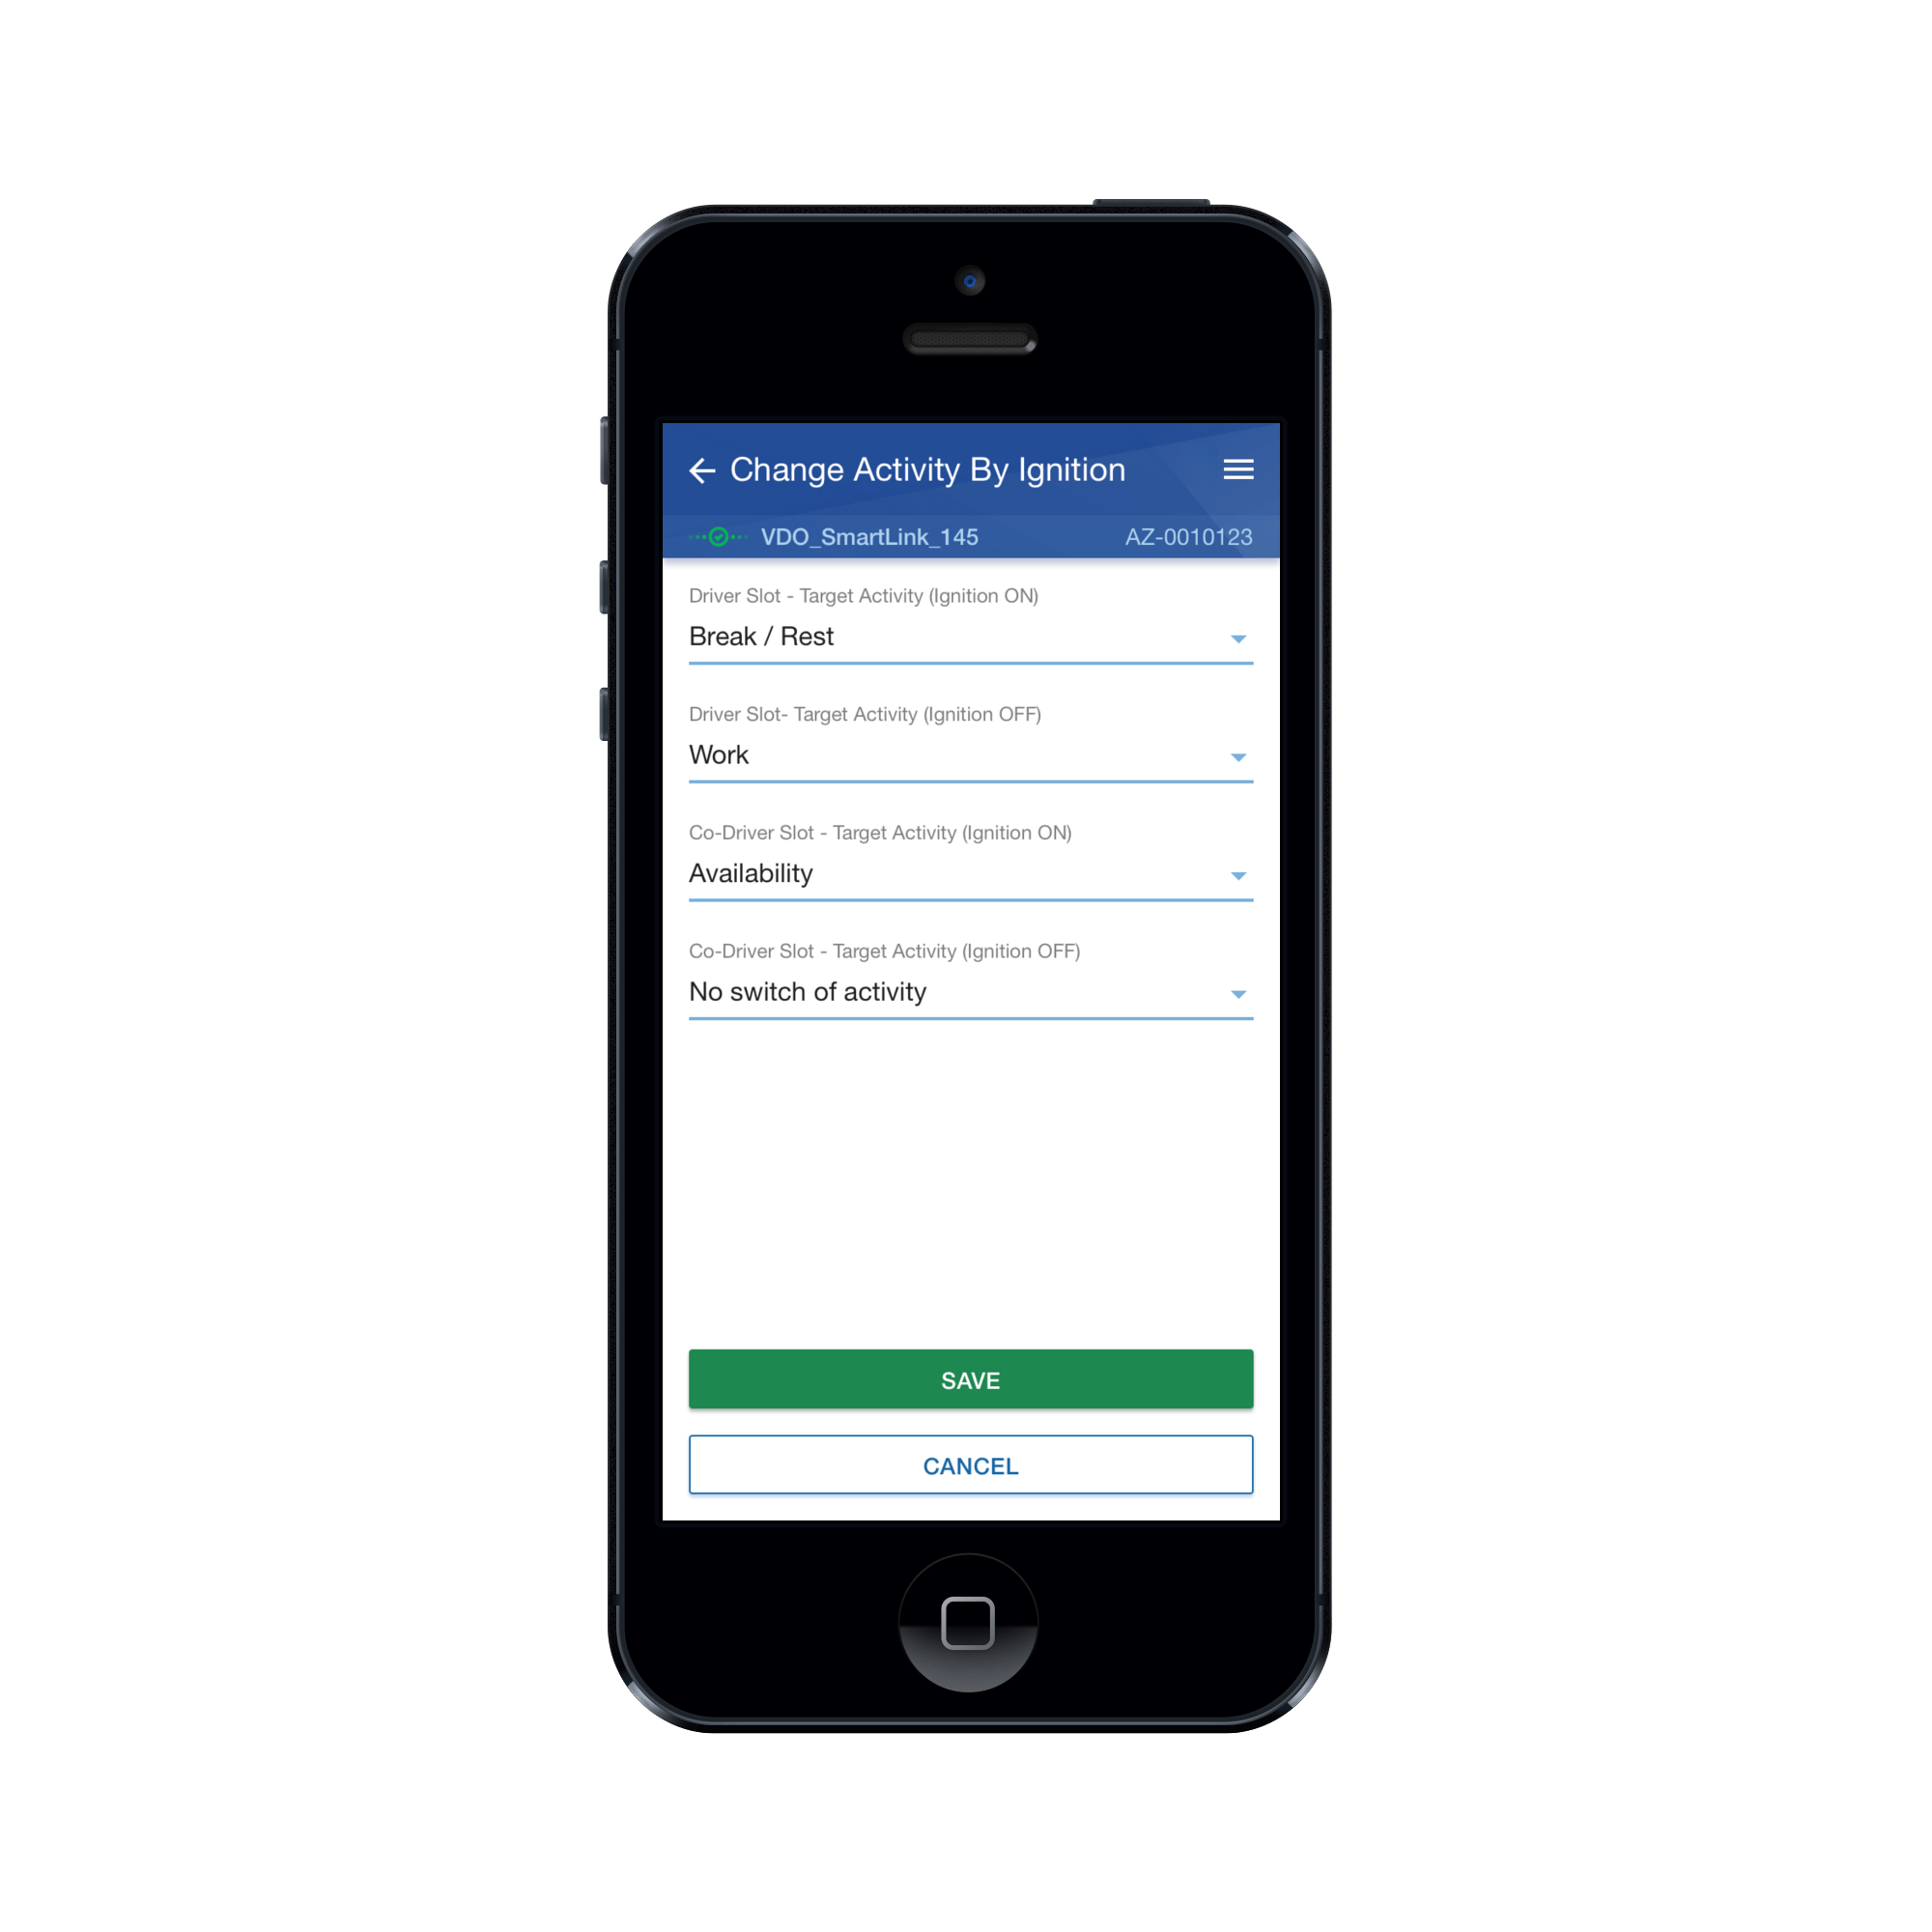 Change Activity By Ignition
VDO_SmartLink_145 AZ-0010123
Driver Slot - Target Activity (Ignition ON)
Break / Rest
Driver Slot- Target Activity (Ignition OFF)
Work
Co-Driver Slot - Target Activity (Ignition ON)
Availability
Co-Driver Slot - Target Activity (Ignition OFF)
No switch of activity
SAVE
CANCEL